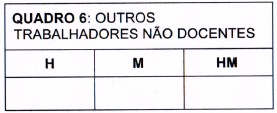 QUADRO 6: OUTROS
TRABALHADORES NÃO DOCENTES
H M HM